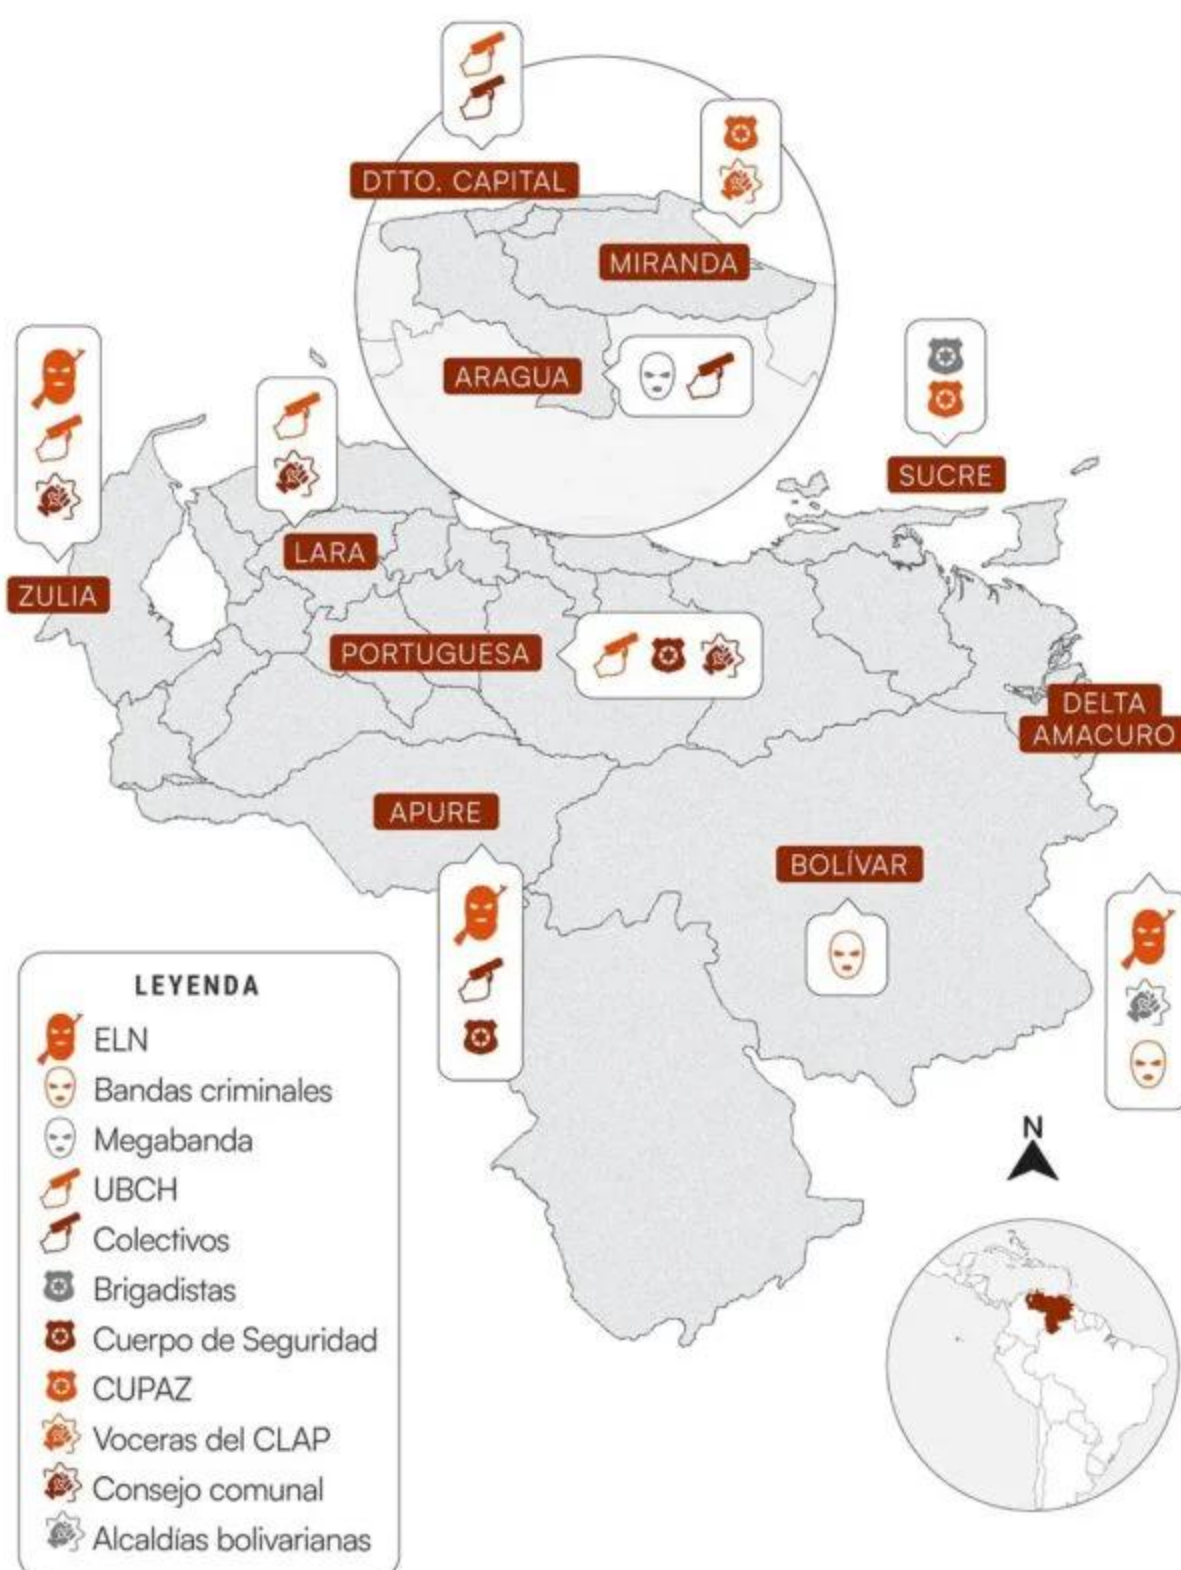 DTTO. CAPITAL
MIRANDA
ARAGUA
SUCRE
LARA
ZULIA
PORTUGUESA
DELTA
AMACURO
APURE
BOLÍVAR
LEYENDA
ELN
Bandas criminales
Megabanda
UBCH
Colectivos
Brigadistas
Cuerpo de Seguridad
CUPAZ
Voceras del CLAP
Consejo comunal
Alcaldías bolivarianas
N